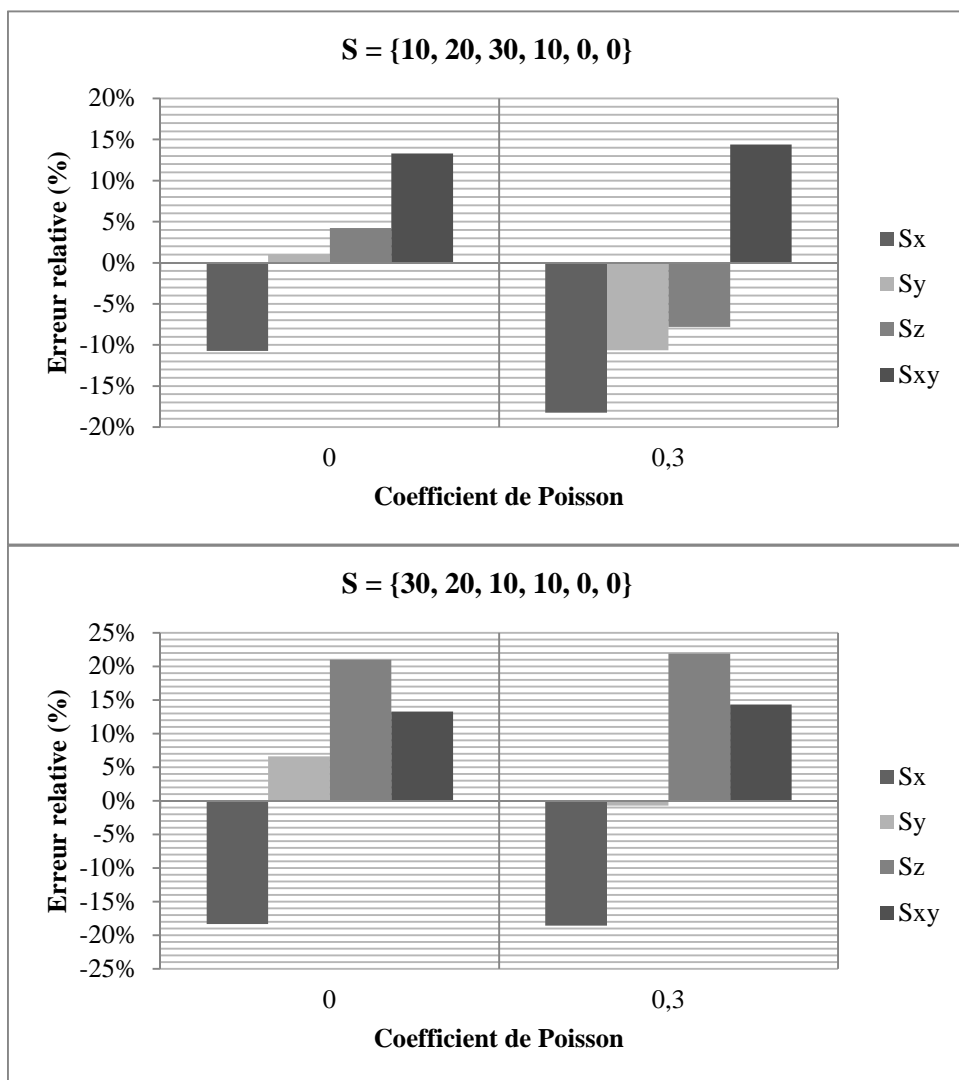 S = {10, 20, 30, 10, 0, 0}
20%
15%
10%
5%
0%
-5%
-10%
-15%
-20%
Erreur relative (%)
0
0,3
Coefficient de Poisson
Sx
Sy
Sz
Sxy
S = {30, 20, 10, 10, 0, 0}
25%
20%
15%
10%
5%
0%
-5%
-10%
-15%
-20%
-25%
Erreur relative (%)
0
0,3
Coefficient de Poisson
Sx
Sy
Sz
Sxy